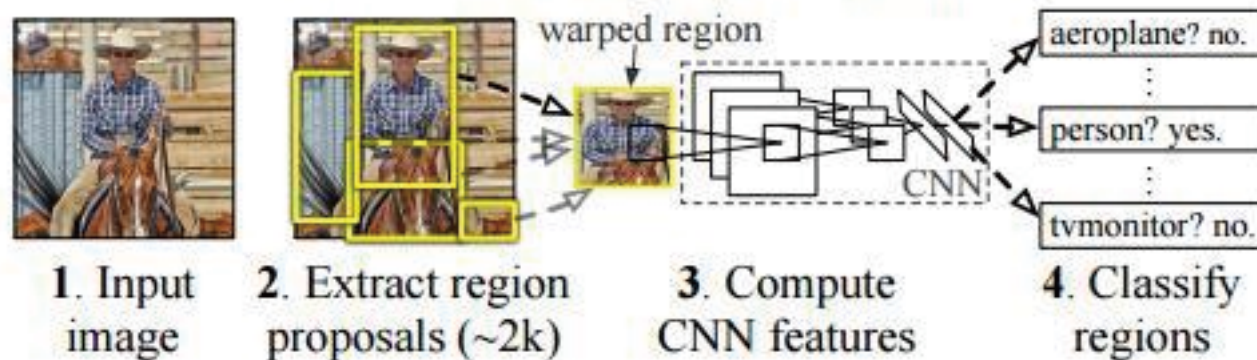 warped region
aeroplane? no.
person? yes.
CNN
tvmonitor? no.
1. Input
image
2. Extract region
proposals (~2k)
3. Compute
CNN features
4. Classify
regions